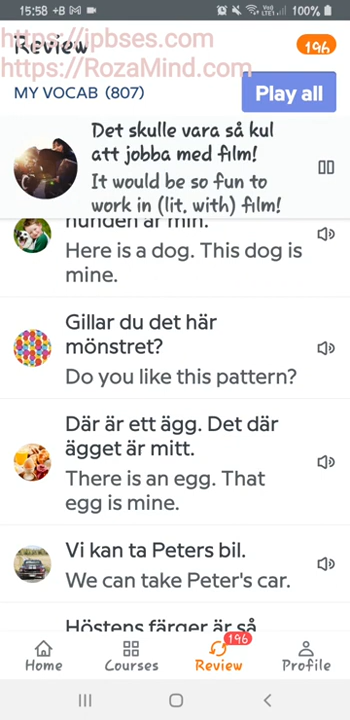 15:58 +B M
100%
https://jpbses.com
Review
196
https://RozaMind.com
MY VOCAB (807)
Play all
Det skulle vara så kul
att jobba med film!
It would be so fun to
work in (lit. with) film!
hunden är min.
Here is a dog. This dog is
mine.
Gillar du det här
mönstret?
Do you like this pattern?
Där är ett ägg. Det där
ägget är mitt.
There is an egg. That
egg is mine.
Vi kan ta Peters bil.
We can take Peter's car.
Höstens färger är så
196
Home
Courses
Review
Profile